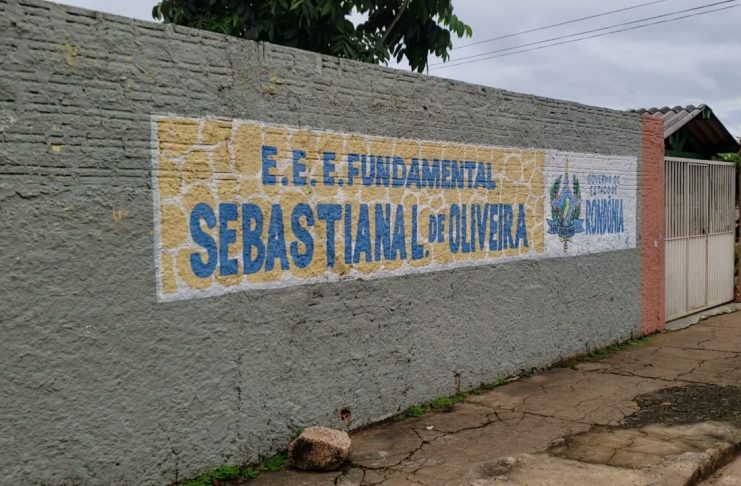 E.E.E.FUNDAMENTAL
SEBASTIANA L. DE OLIVEIRA
GOVERNO DO
ESTADO DE
RONDÔNIA